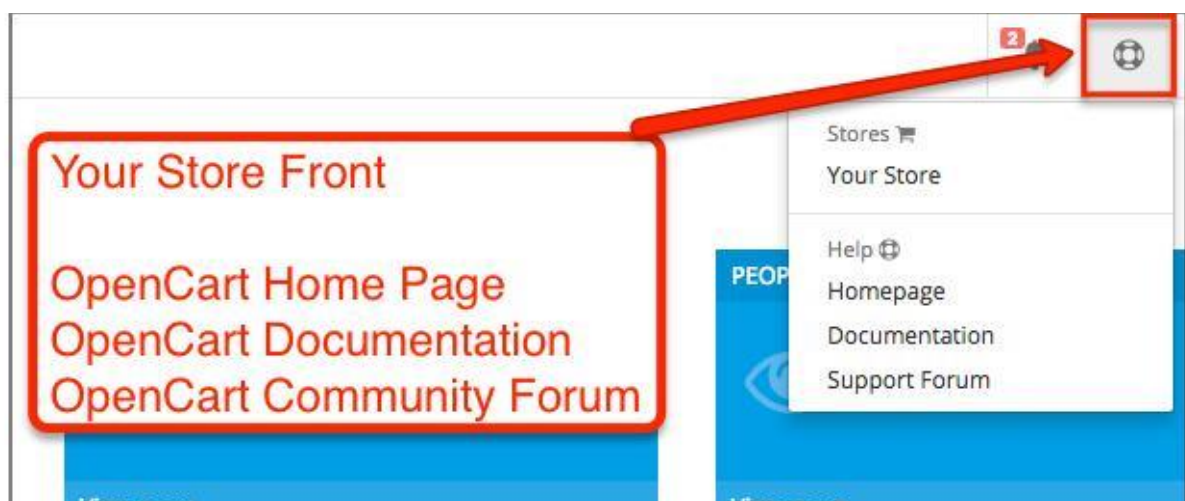 2
Your Store Front
OpenCart Home Page
OpenCart Documentation
OpenCart Community Forum
Stores
Your Store
Help
Homepage
Documentation
Support Forum